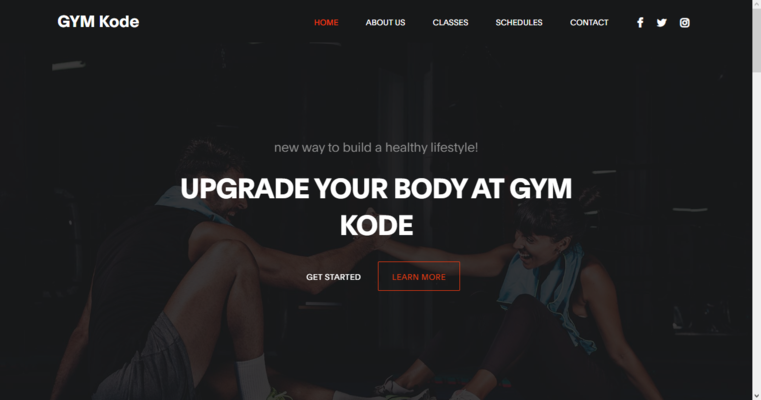 GYM Kode
HOME ABOUT US CLASSES SCHEDULES CONTACT
new way to build a healthy lifestyle!
UPGRADE YOUR BODY AT GYM
KODE
GET STARTED LEARN MORE